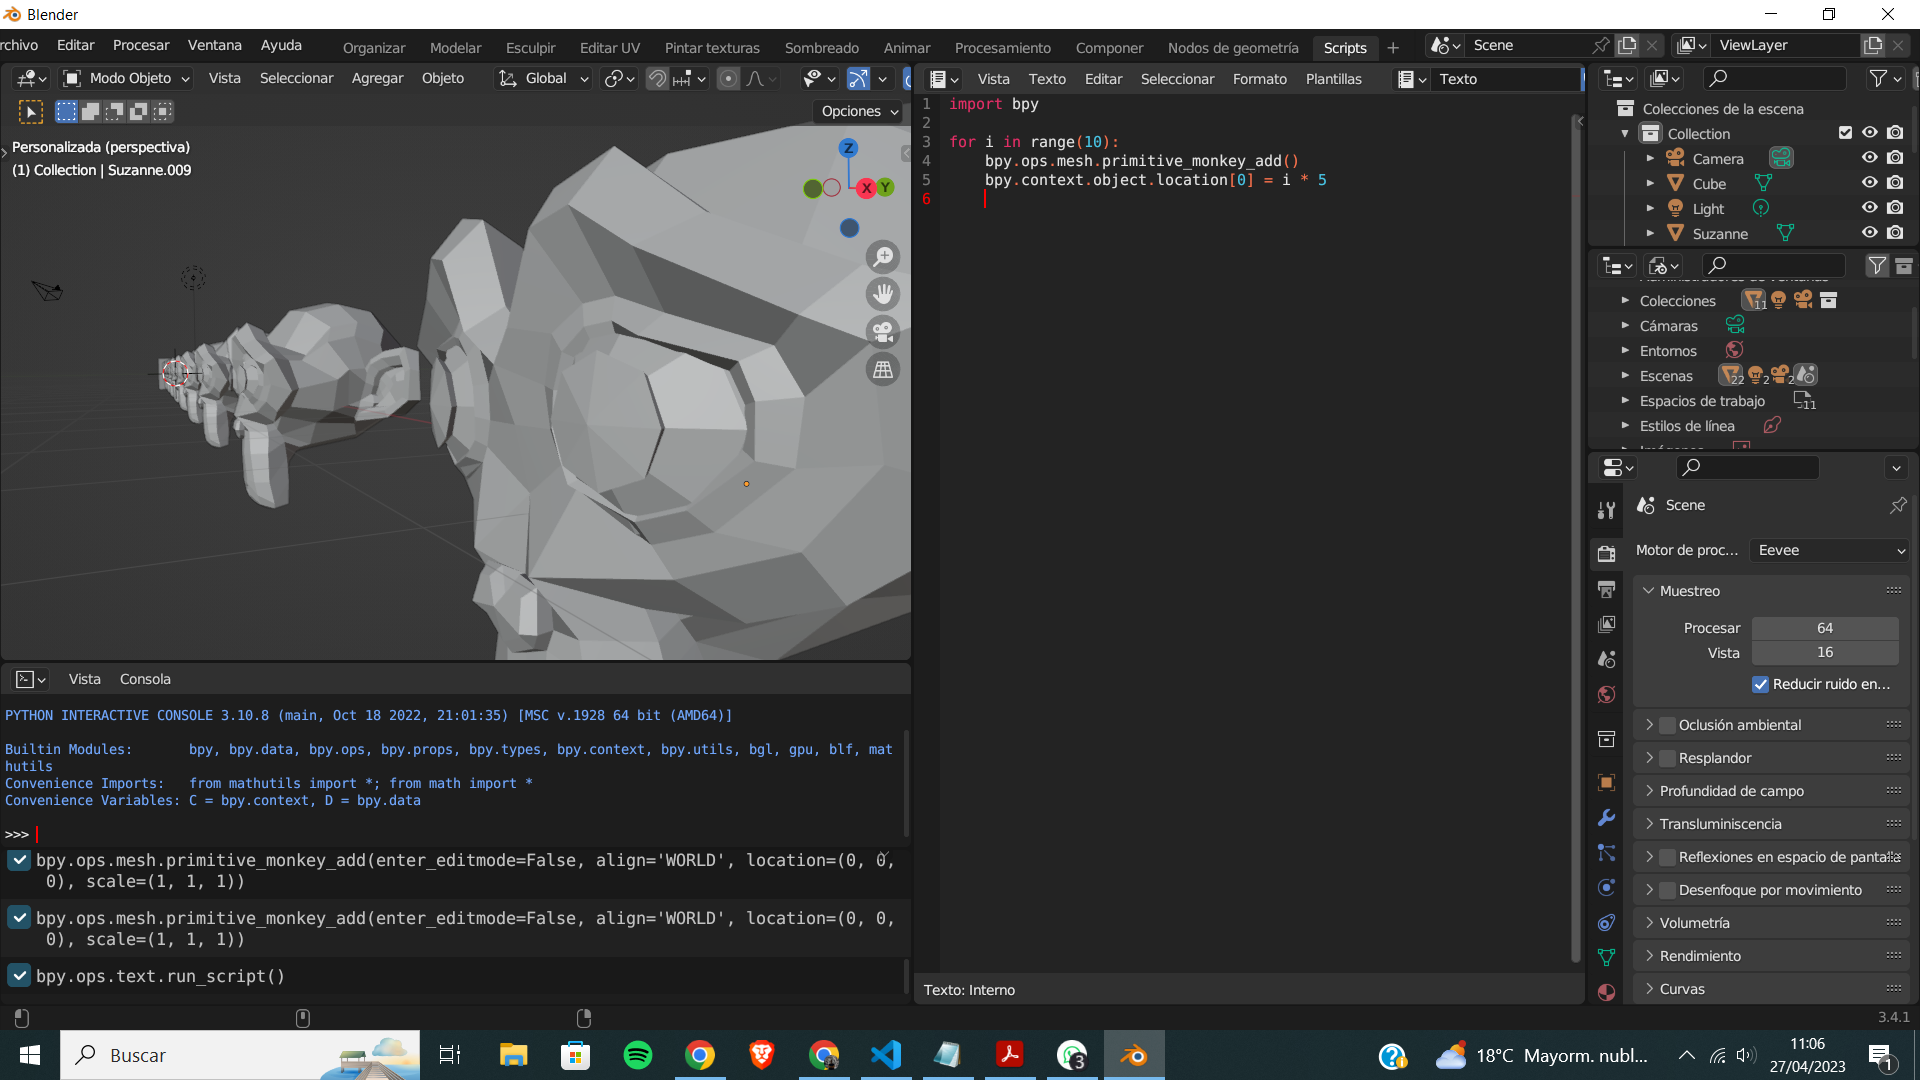 Blender
rchivo Editar Procesar Ventana Ayuda Organizar Modelar Esculpir Editar UV Pintar texturas Sombreado Animar Procesamiento Componer Nodos de geometría Scripts + Scene ViewLayer
Modo Objeto Vista Seleccionar Agregar Objeto Global
Opciones
Personalizada (perspectiva)
(1) Collection | Suzanne.009
Z
X Y
Vista Texto Editar Seleccionar Formato Plantillas Texto
1 import bpy
2
3 for i in range(10):
4 bpy.ops.mesh.primitive_monkey_add()
5 bpy.context.object.location[0] = i * 5
6
Texto: Interno
Vista Consola
PYTHON INTERACTIVE CONSOLE 3.10.8 (main, Oct 18 2022, 21:01:35) [MSC v.1928 64 bit (AMD64)]
Builtin Modules: bpy, bpy.data, bpy.ops, bpy.props, bpy.types, bpy.context, bpy.utils, bgl, gpu, blf, mat
hutils
Convenience Imports: from mathutils import *; from math import *
Convenience Variables: C = bpy.context, D = bpy.data
>>>
bpy.ops.mesh.primitive_monkey_add(enter_editmode=False, align='WORLD', location=(0, 0,
0), scale=(1, 1, 1))
bpy.ops.mesh.primitive_monkey_add(enter_editmode=False, align='WORLD', location=(0, 0,
0), scale=(1, 1, 1))
bpy.ops.text.run_script()
Colecciones de la escena
Collection
Camera
Cube
Light
Suzanne
Colecciones 11
Cámaras
Entornos
Escenas 22 2 2
Espacios de trabajo 11
Estilos de línea
Scene
Motor de proc... Eevee
Muestreo
Procesar 64
Vista 16
Reducir ruido en...
Oclusión ambiental
Resplandor
Profundidad de campo
Transluminiscencia
Reflexiones en espacio de pantalla
Desenfoque por movimiento
Volumetría
Rendimiento
Curvas
3.4.1
Buscar
3
18°C Mayorm. nubl...
11:06
27/04/2023
1